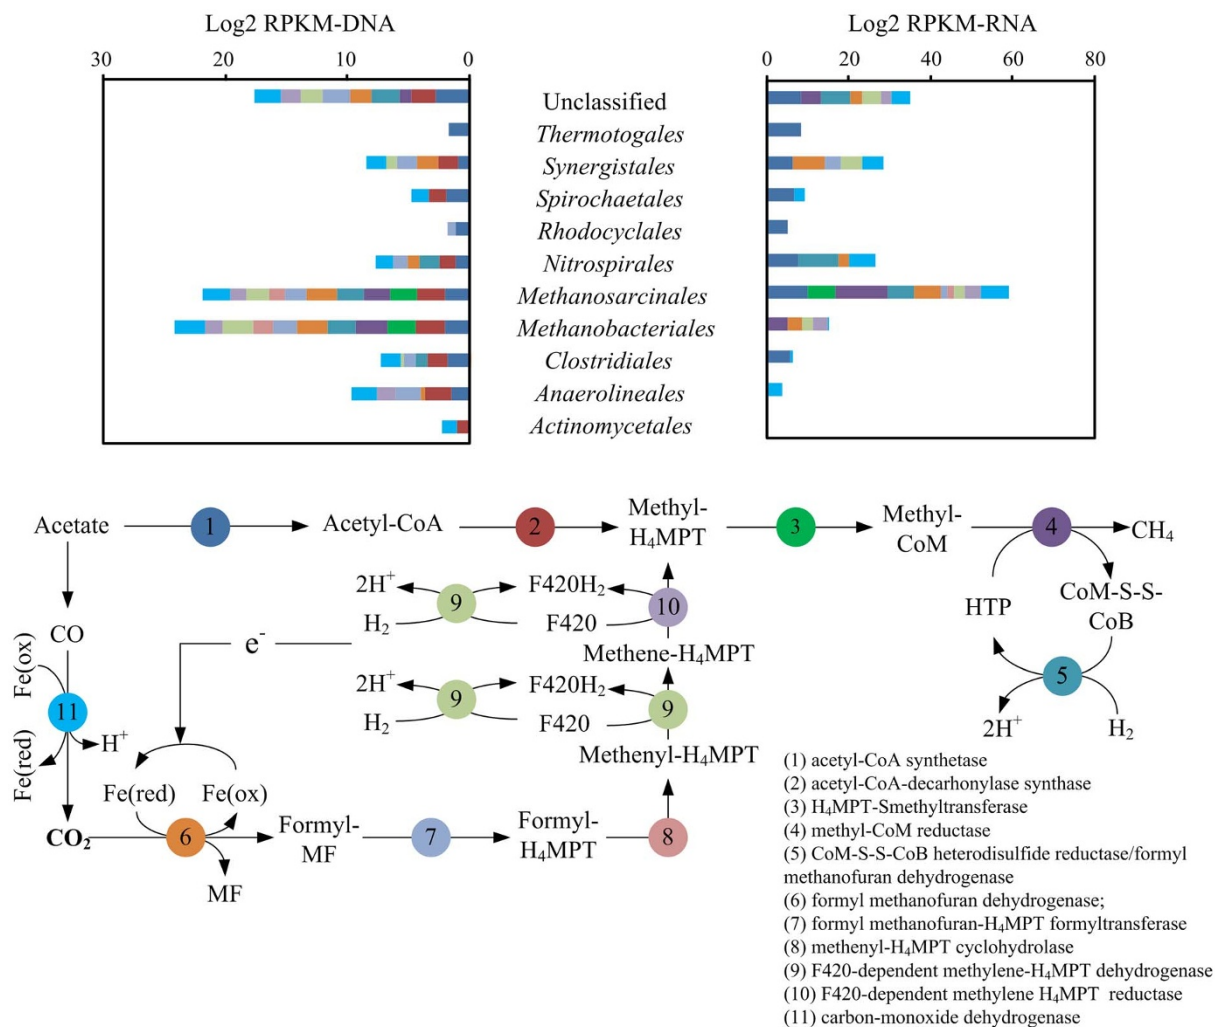 Log2 RPKM-DNA
Log2 RPKM-RNA
30 20 10 0
0 20 40 60 80
Unclassified
Thermotogales
Synergistales
Spirochaetales
Rhodocyclales
Nitrospirales
Methanosarcinales
Methanobacteriales
Clostridiales
Anaerolineales
Actinomycetales
Acetate
1
Acetyl-CoA
2
Methyl-
H₄MPT
3
Methyl-
CoM
4
CH₄
2H⁺
9
F420H₂
10
H₂
F420
HTP
CoM-S-S-
CoB
CO
e⁻
Methene-H₄MPT
Fe(ox)
2H⁺
9
F420H₂
9
5
11
H₂
F420
2H⁺
H₂
H⁺
Fe(red)
Methenyl-H₄MPT
Fe(red)
Fe(ox)
CO₂
6
Formyl-
MF
7
Formyl-
H₄MPT
8
MF
(1) acetyl-CoA synthetase
(2) acetyl-CoA-decarhonylase synthase
(3) H₄MPT-Smethyltransferase
(4) methyl-CoM reductase
(5) CoM-S-S-CoB heterodisulfide reductase/formyl
methanofuran dehydrogenase
(6) formyl methanofuran dehydrogenase;
(7) formyl methanofuran-H₄MPT formyltransferase
(8) methenyl-H₄MPT cyclohydrolase
(9) F420-dependent methylene-H₄MPT dehydrogenase
(10) F420-dependent methylene H₄MPT reductase
(11) carbon-monoxide dehydrogenase